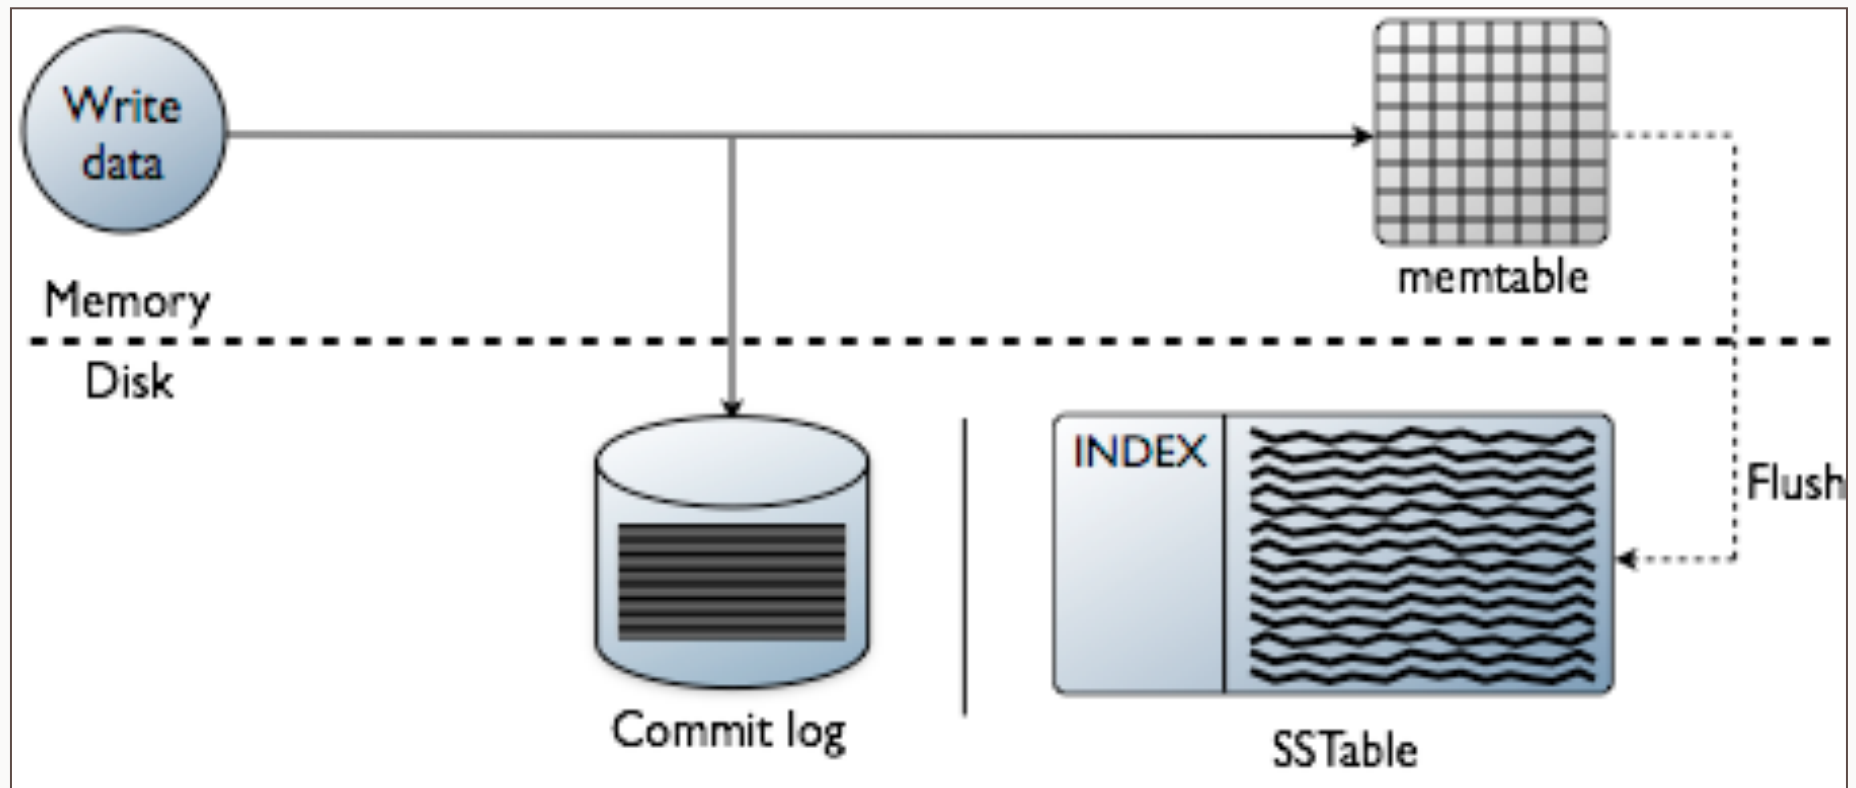 Write
data
memtable
Memory
Disk
INDEX
Flush
Commit log
SSTable